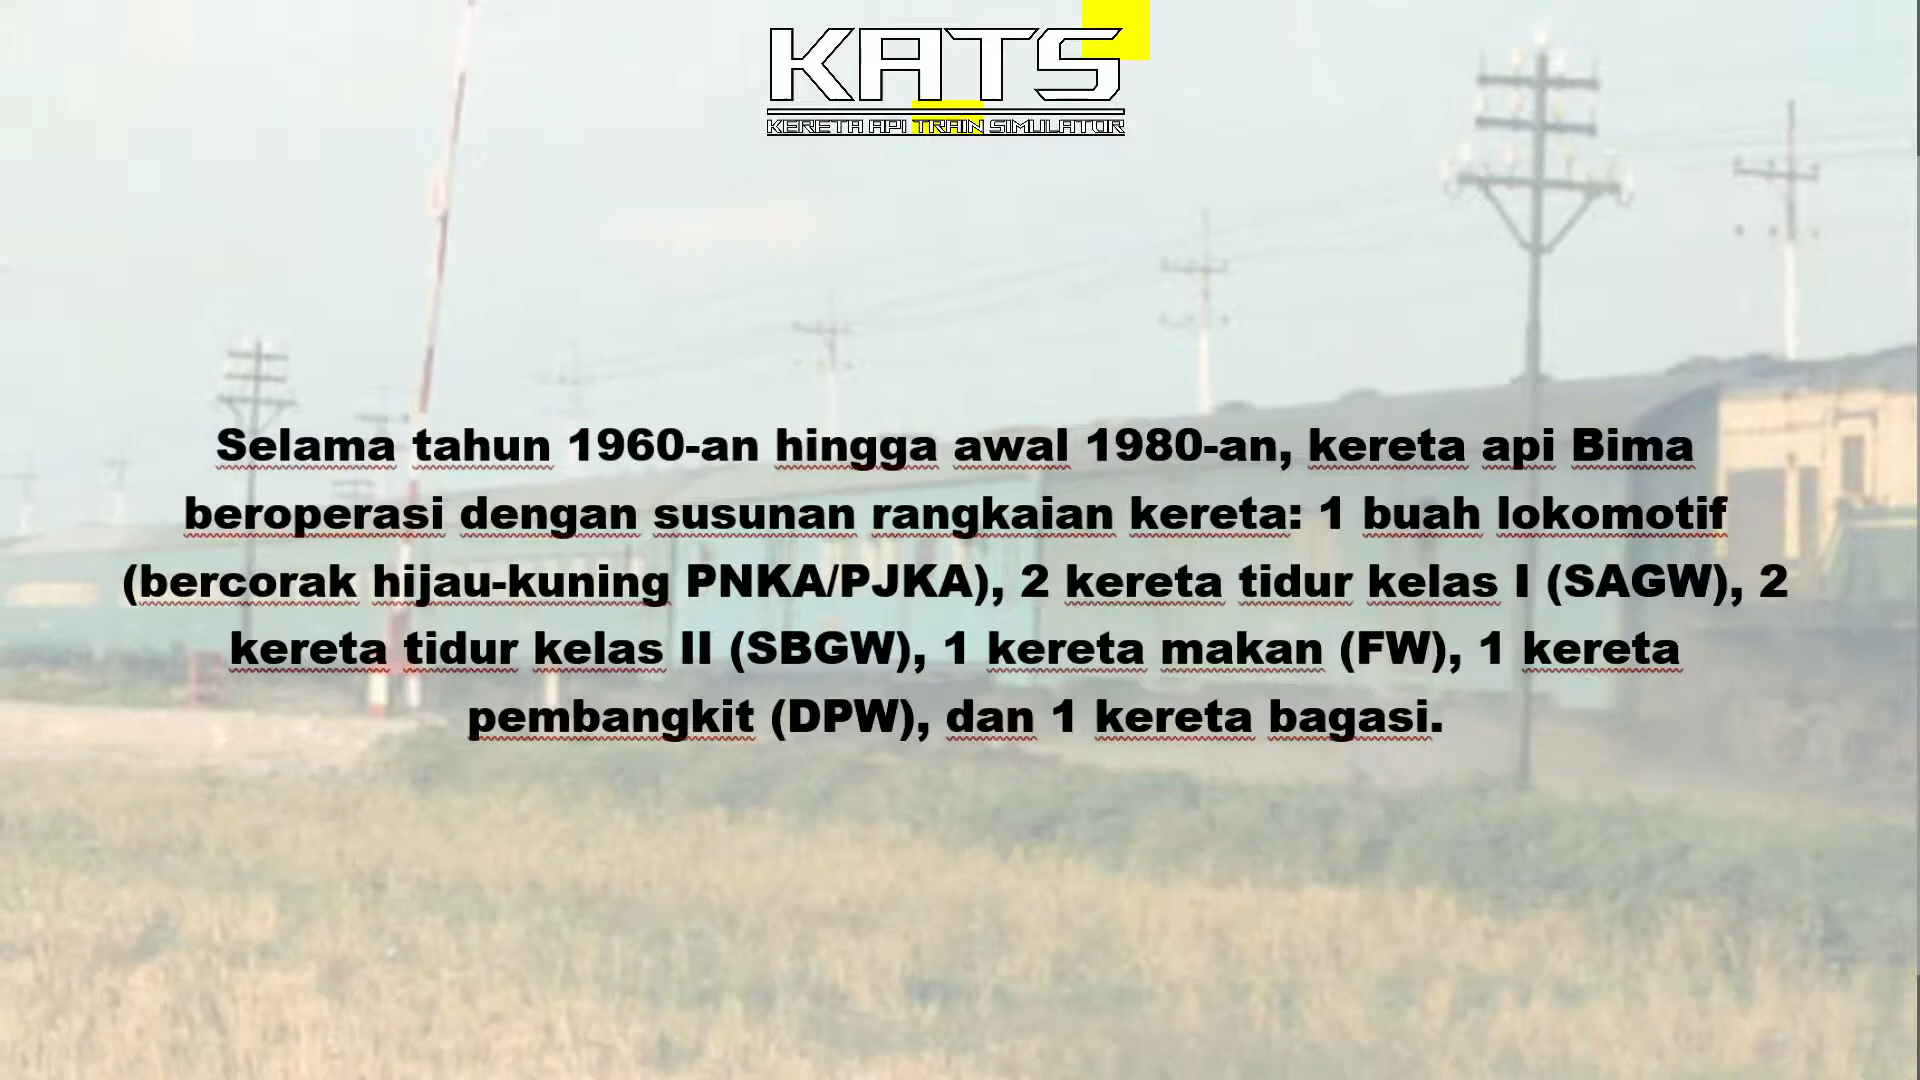 KATS
KERETA API TRAIN SIMULATOR
Selama tahun 1960-an hingga awal 1980-an, kereta api Bima
beroperasi dengan susunan rangkaian kereta: 1 buah lokomotif
(bercorak hijau-kuning PNKA/PJKA), 2 kereta tidur kelas I (SAGW), 2
kereta tidur kelas II (SBGW), 1 kereta makan (FW), 1 kereta
pembangkit (DPW), dan 1 kereta bagasi.